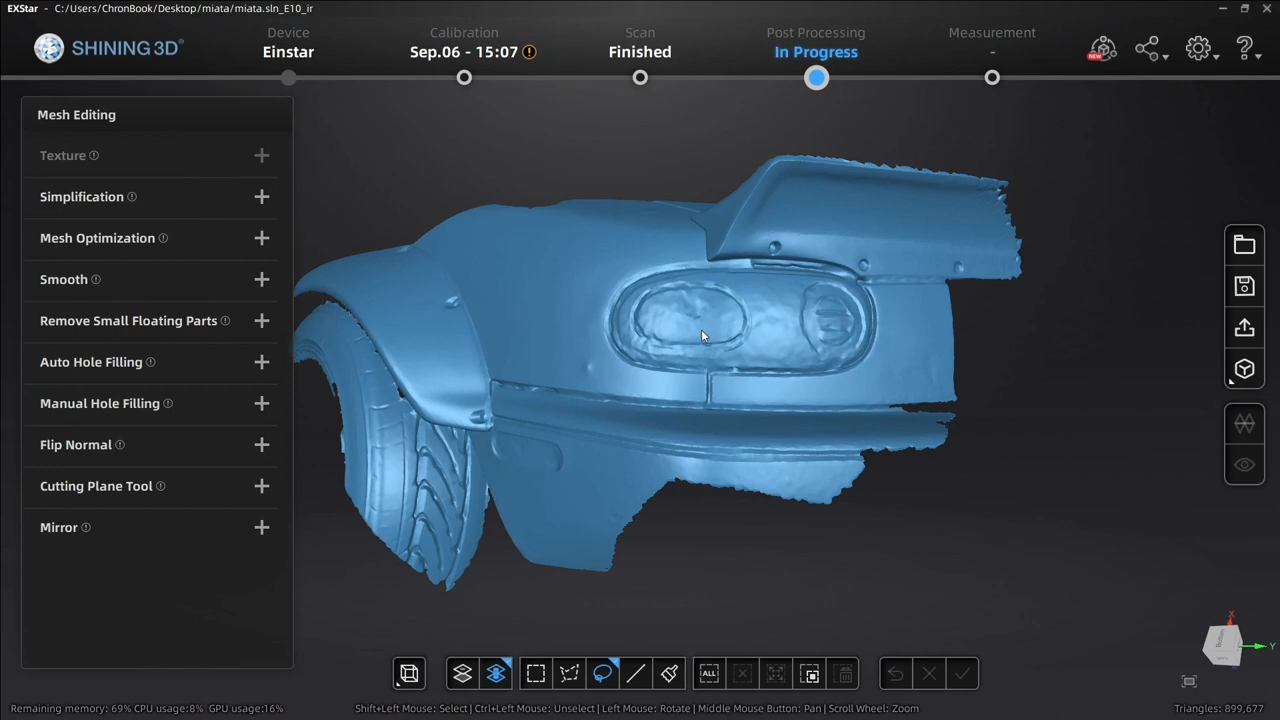 EXStar - C:/Users/ChronBook/Desktop/miata/miata.sln_E10_ir
SHINING 3D®
Device
Einstar
Calibration
Sep.06 - 15:07
Scan
Finished
Post Processing
In Progress
Measurement
-
NEW
Mesh Editing
Texture
Simplification
Mesh Optimization
Smooth
Remove Small Floating Parts
Auto Hole Filling
Manual Hole Filling
Flip Normal
Cutting Plane Tool
Mirror
X
Y
ALL
Remaining memory: 69% CPU usage:8% GPU usage:16%
Shift+Left Mouse: Select | Ctrl+Left Mouse: Unselect | Left Mouse: Rotate | Middle Mouse Button: Pan | Scroll Wheel: Zoom
Triangles: 899,677